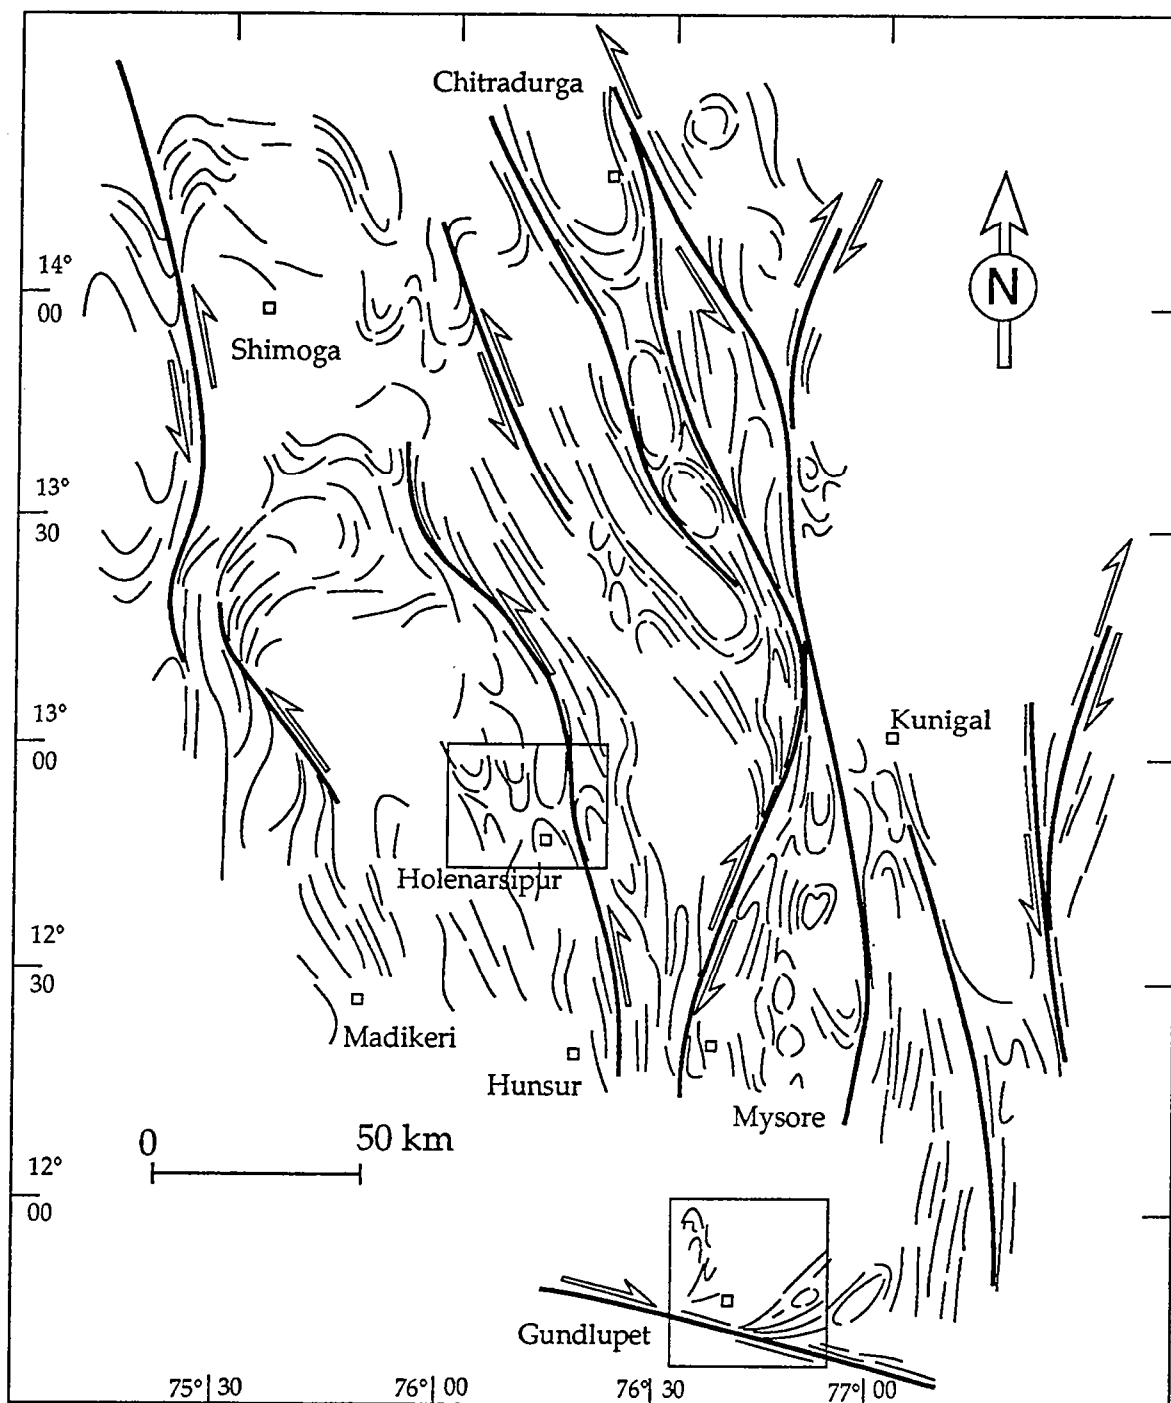 Chitradurga
14°
00
N
Shimoga
13°
30
13°
00
Kunigal
Holenarsipur
12°
30
Madikeri
Hunsur
Mysore
0 50 km
12°
00
Gundlupet
75° 30 76° 00 76° 30 77° 00